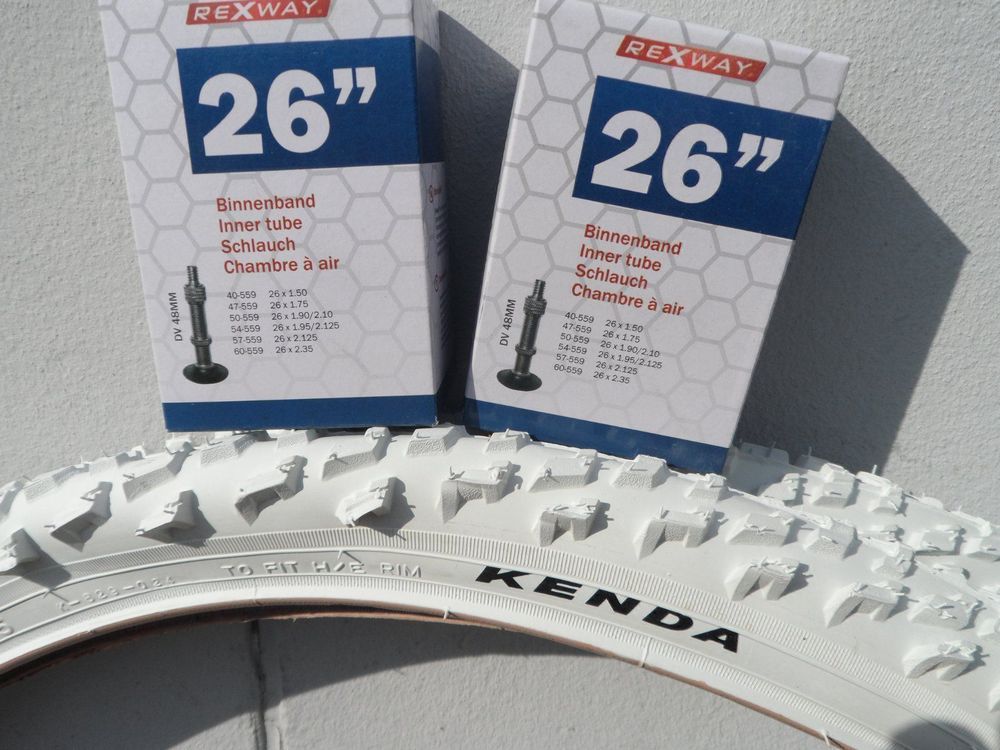 REXWAY
26”
Binnenband
Inner tube
Schlauch
Chambre à air
DV 48MM
40-559 26 x 1.50
47-559 26 x 1.75
50-559 26 x 1.90/2.10
54-559 26 x 1.95/2.125
57-559 26 x 2.125
60-559 26 x 2.35
REXWAY
26”
Binnenband
Inner tube
Schlauch
Chambre à air
DV 48MM
40-559 26 x 1.50
47-559 26 x 1.75
50-559 26 x 1.90/2.10
54-559 26 x 1.95/2.125
57-559 26 x 2.125
60-559 26 x 2.35
TO FIT H/E RIM
KENDA